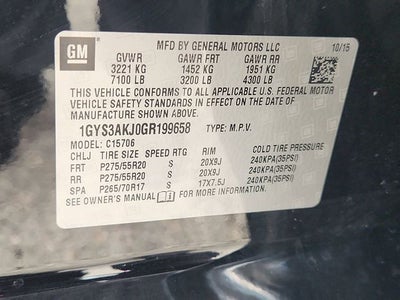 GM
MFD BY GENERAL MOTORS LLC 10/15
GVWR GAWR FRT GAWR RR
3221 KG 1452 KG 1951 KG
7100 LB 3200 LB 4300 LB
THIS VEHICLE CONFORMS TO ALL APPLICABLE U.S. FEDERAL MOTOR
VEHICLE SAFETY STANDARDS IN EFFECT ON THE DATE OF
MANUFACTURE SHOWN ABOVE.
1GYS3AKJ0GR199658 TYPE: M.P.V.
MODEL: C15706
CHLJ TIRE SIZE SPEED RTG RIM COLD TIRE PRESSURE
FRT P275/55R20 S 20X9J 240KPA(35PSI)
RR P275/55R20 S 20X9J 240KPA(35PSI)
SPA P265/70R17 S 17X7.5J 240KPA(35PSI)
SEE OWNER'S MANUAL FOR MORE INFORMATION.